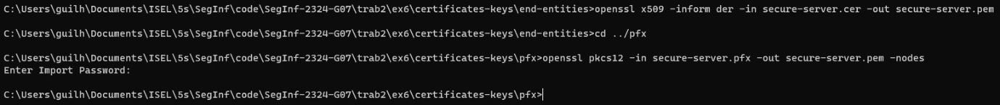 C:\Users\guilh\Documents\ISEL\5s\SegInf\code\SegInf-2324-G07\trab2\ex6\certificates-keys\end-entities>openssl x509 -inform der -in secure-server.cer -out secure-server.pem
C:\Users\guilh\Documents\ISEL\5s\SegInf\code\SegInf-2324-G07\trab2\ex6\certificates-keys\end-entities>cd ../pfx
C:\Users\guilh\Documents\ISEL\5s\SegInf\code\SegInf-2324-G07\trab2\ex6\certificates-keys\pfx>openssl pkcs12 -in secure-server.pfx -out secure-server.pem -nodes
Enter Import Password:
C:\Users\guilh\Documents\ISEL\5s\SegInf\code\SegInf-2324-G07\trab2\ex6\certificates-keys\pfx>